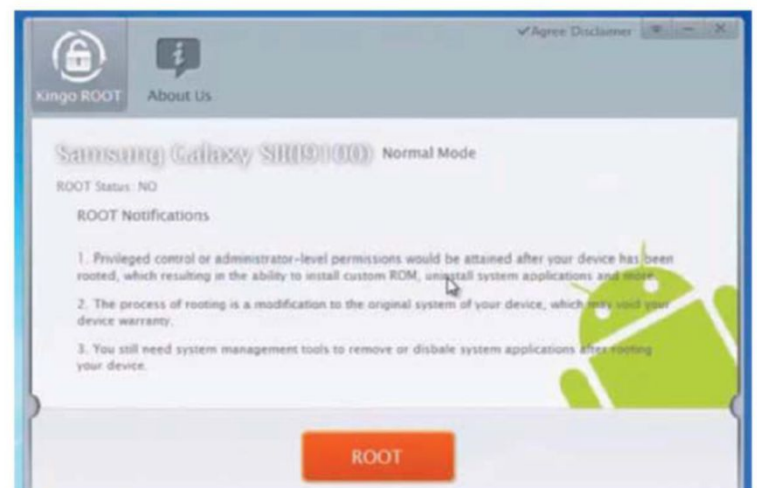 ✓Agree Disclaimer
Kingo ROOT
About Us
Samsung Galaxy SII(I9100) Normal Mode
ROOT Status: NO
ROOT Notifications
1. Privileged control or administrator-level permissions would be attained after your device has been
rooted, which resulting in the ability to install custom ROM, uninstall system applications and more.
2. The process of rooting is a modification to the original system of your device, which may void your
device warranty.
3. You still need system management tools to remove or disbale system applications after rooting
your device.
ROOT